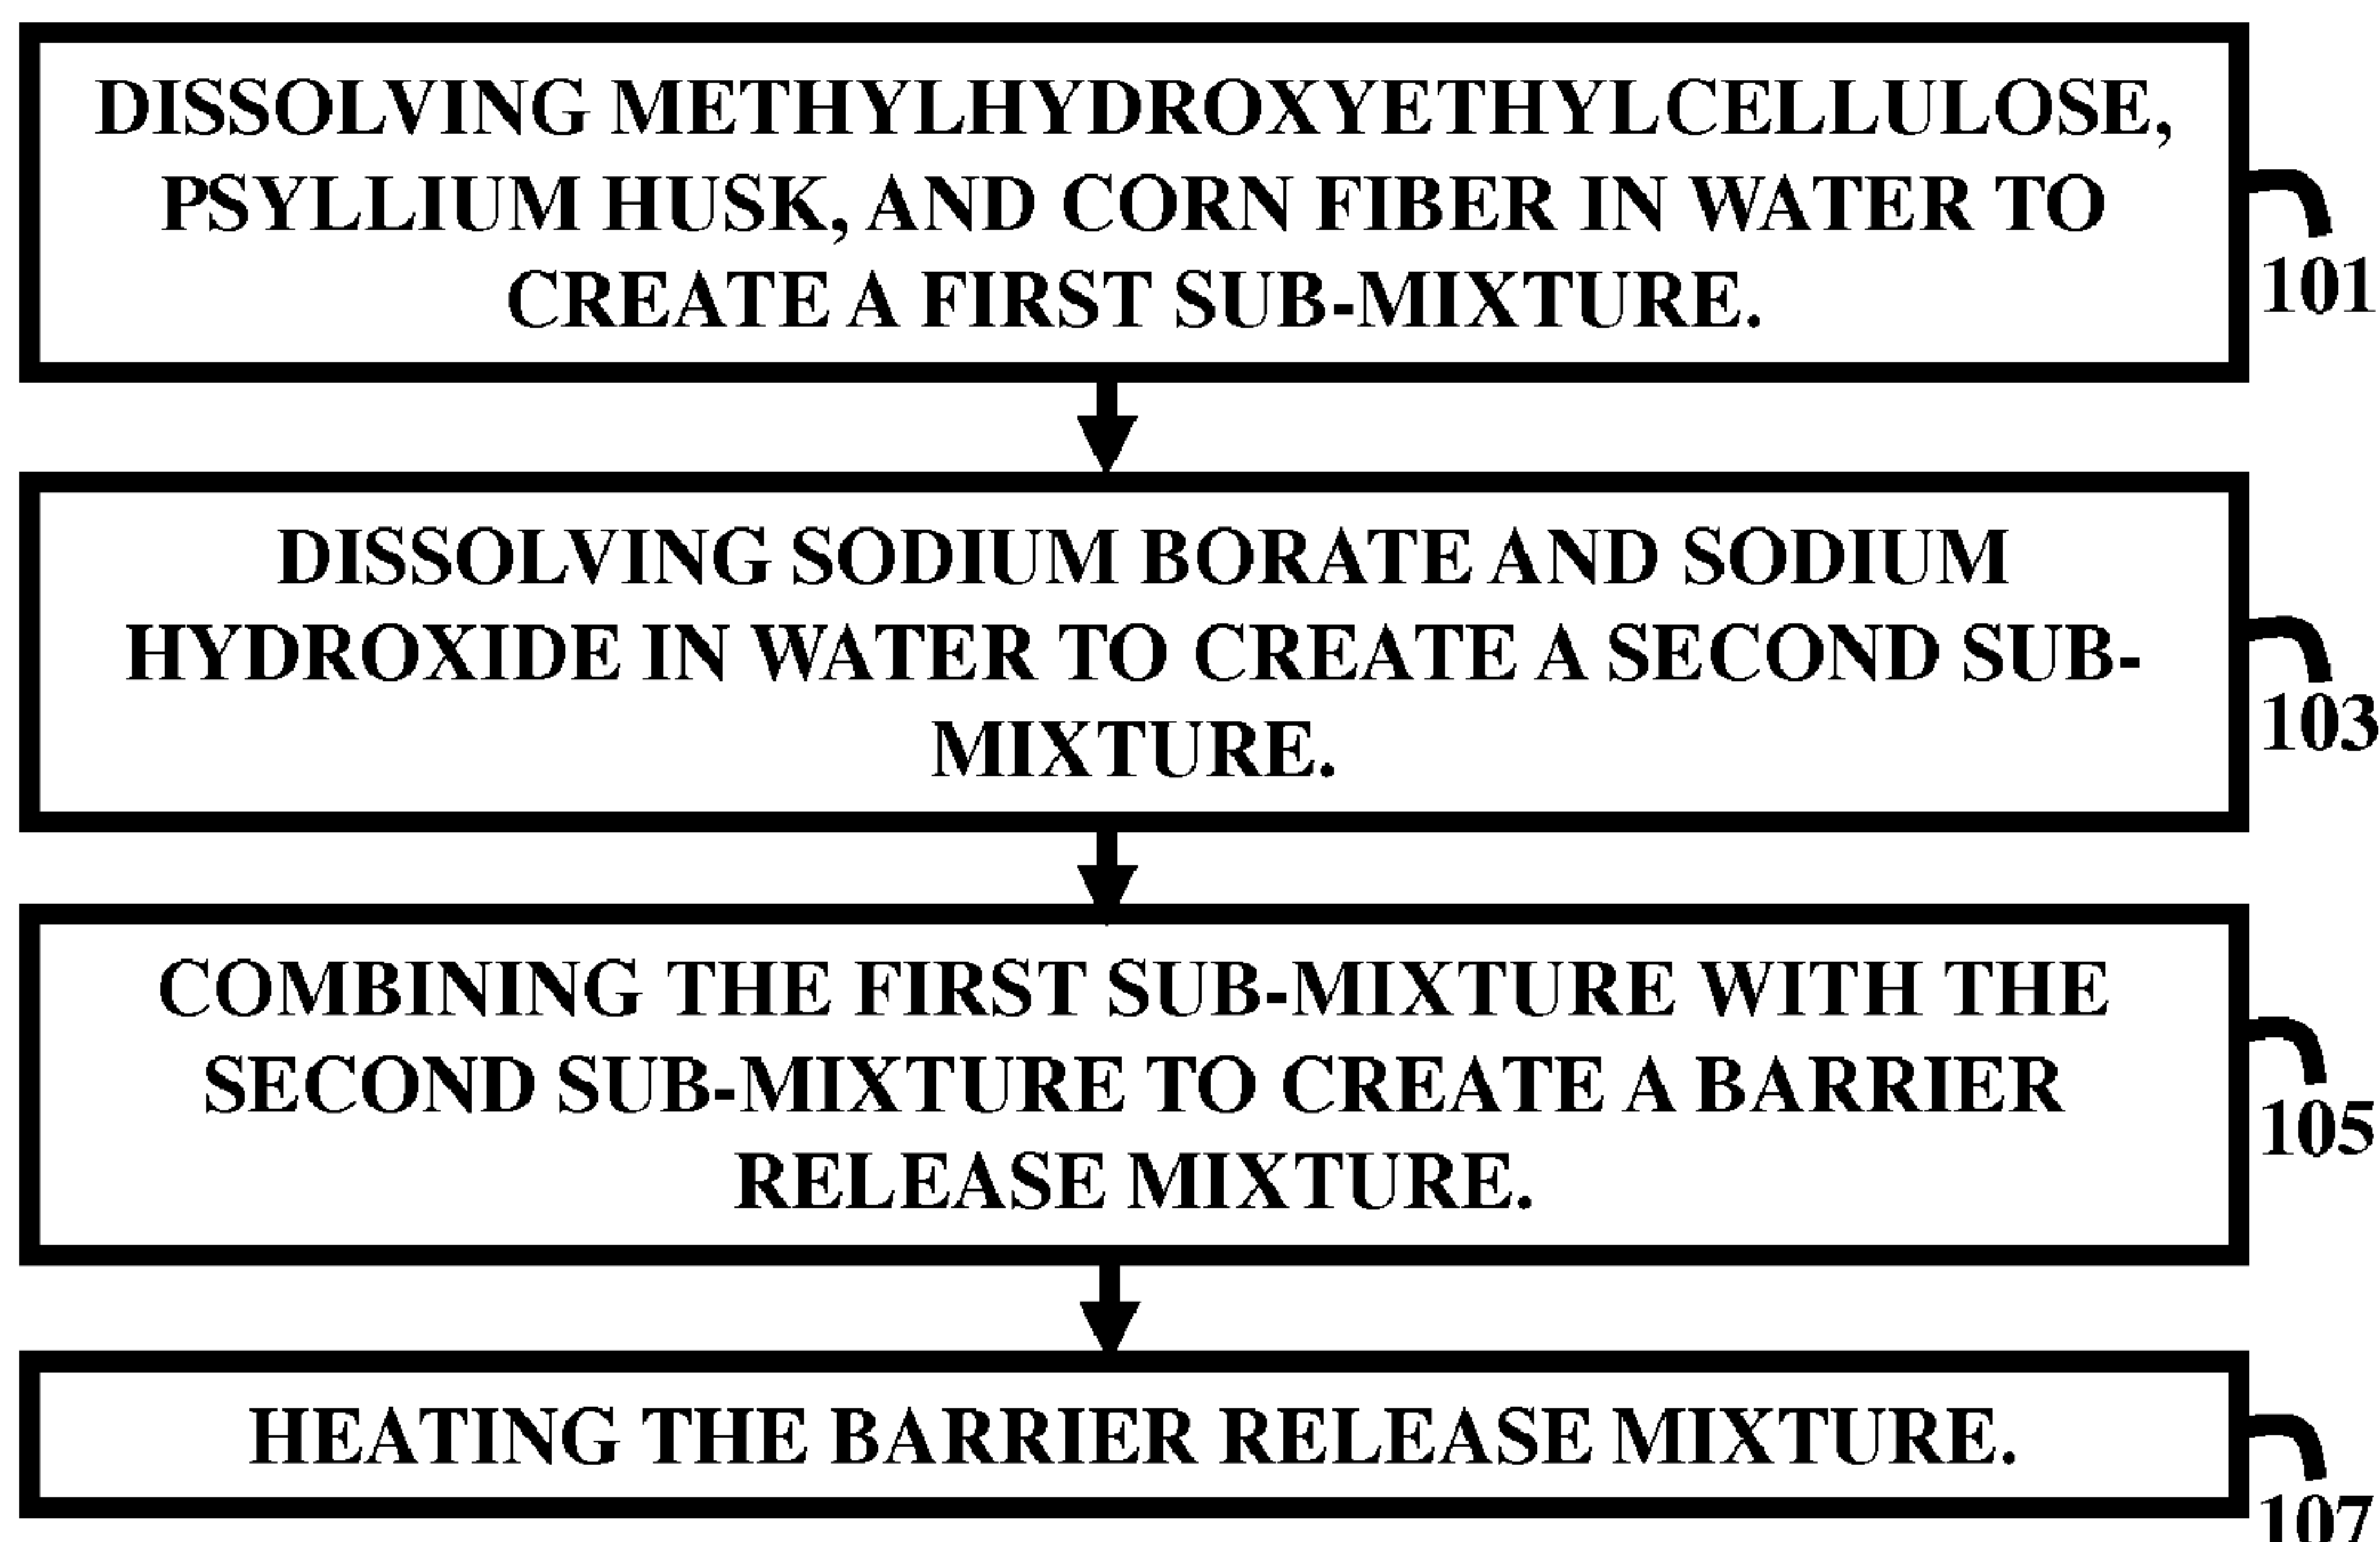 DISSOLVING METHYLHYDROXYETHYLCELLULOSE,
PSYLLIUM HUSK, AND CORN FIBER IN WATER TO
CREATE A FIRST SUB-MIXTURE.
101
DISSOLVING SODIUM BORATE AND SODIUM
HYDROXIDE IN WATER TO CREATE A SECOND SUB-
MIXTURE.
103
COMBINING THE FIRST SUB-MIXTURE WITH THE
SECOND SUB-MIXTURE TO CREATE A BARRIER
RELEASE MIXTURE.
105
HEATING THE BARRIER RELEASE MIXTURE.
107